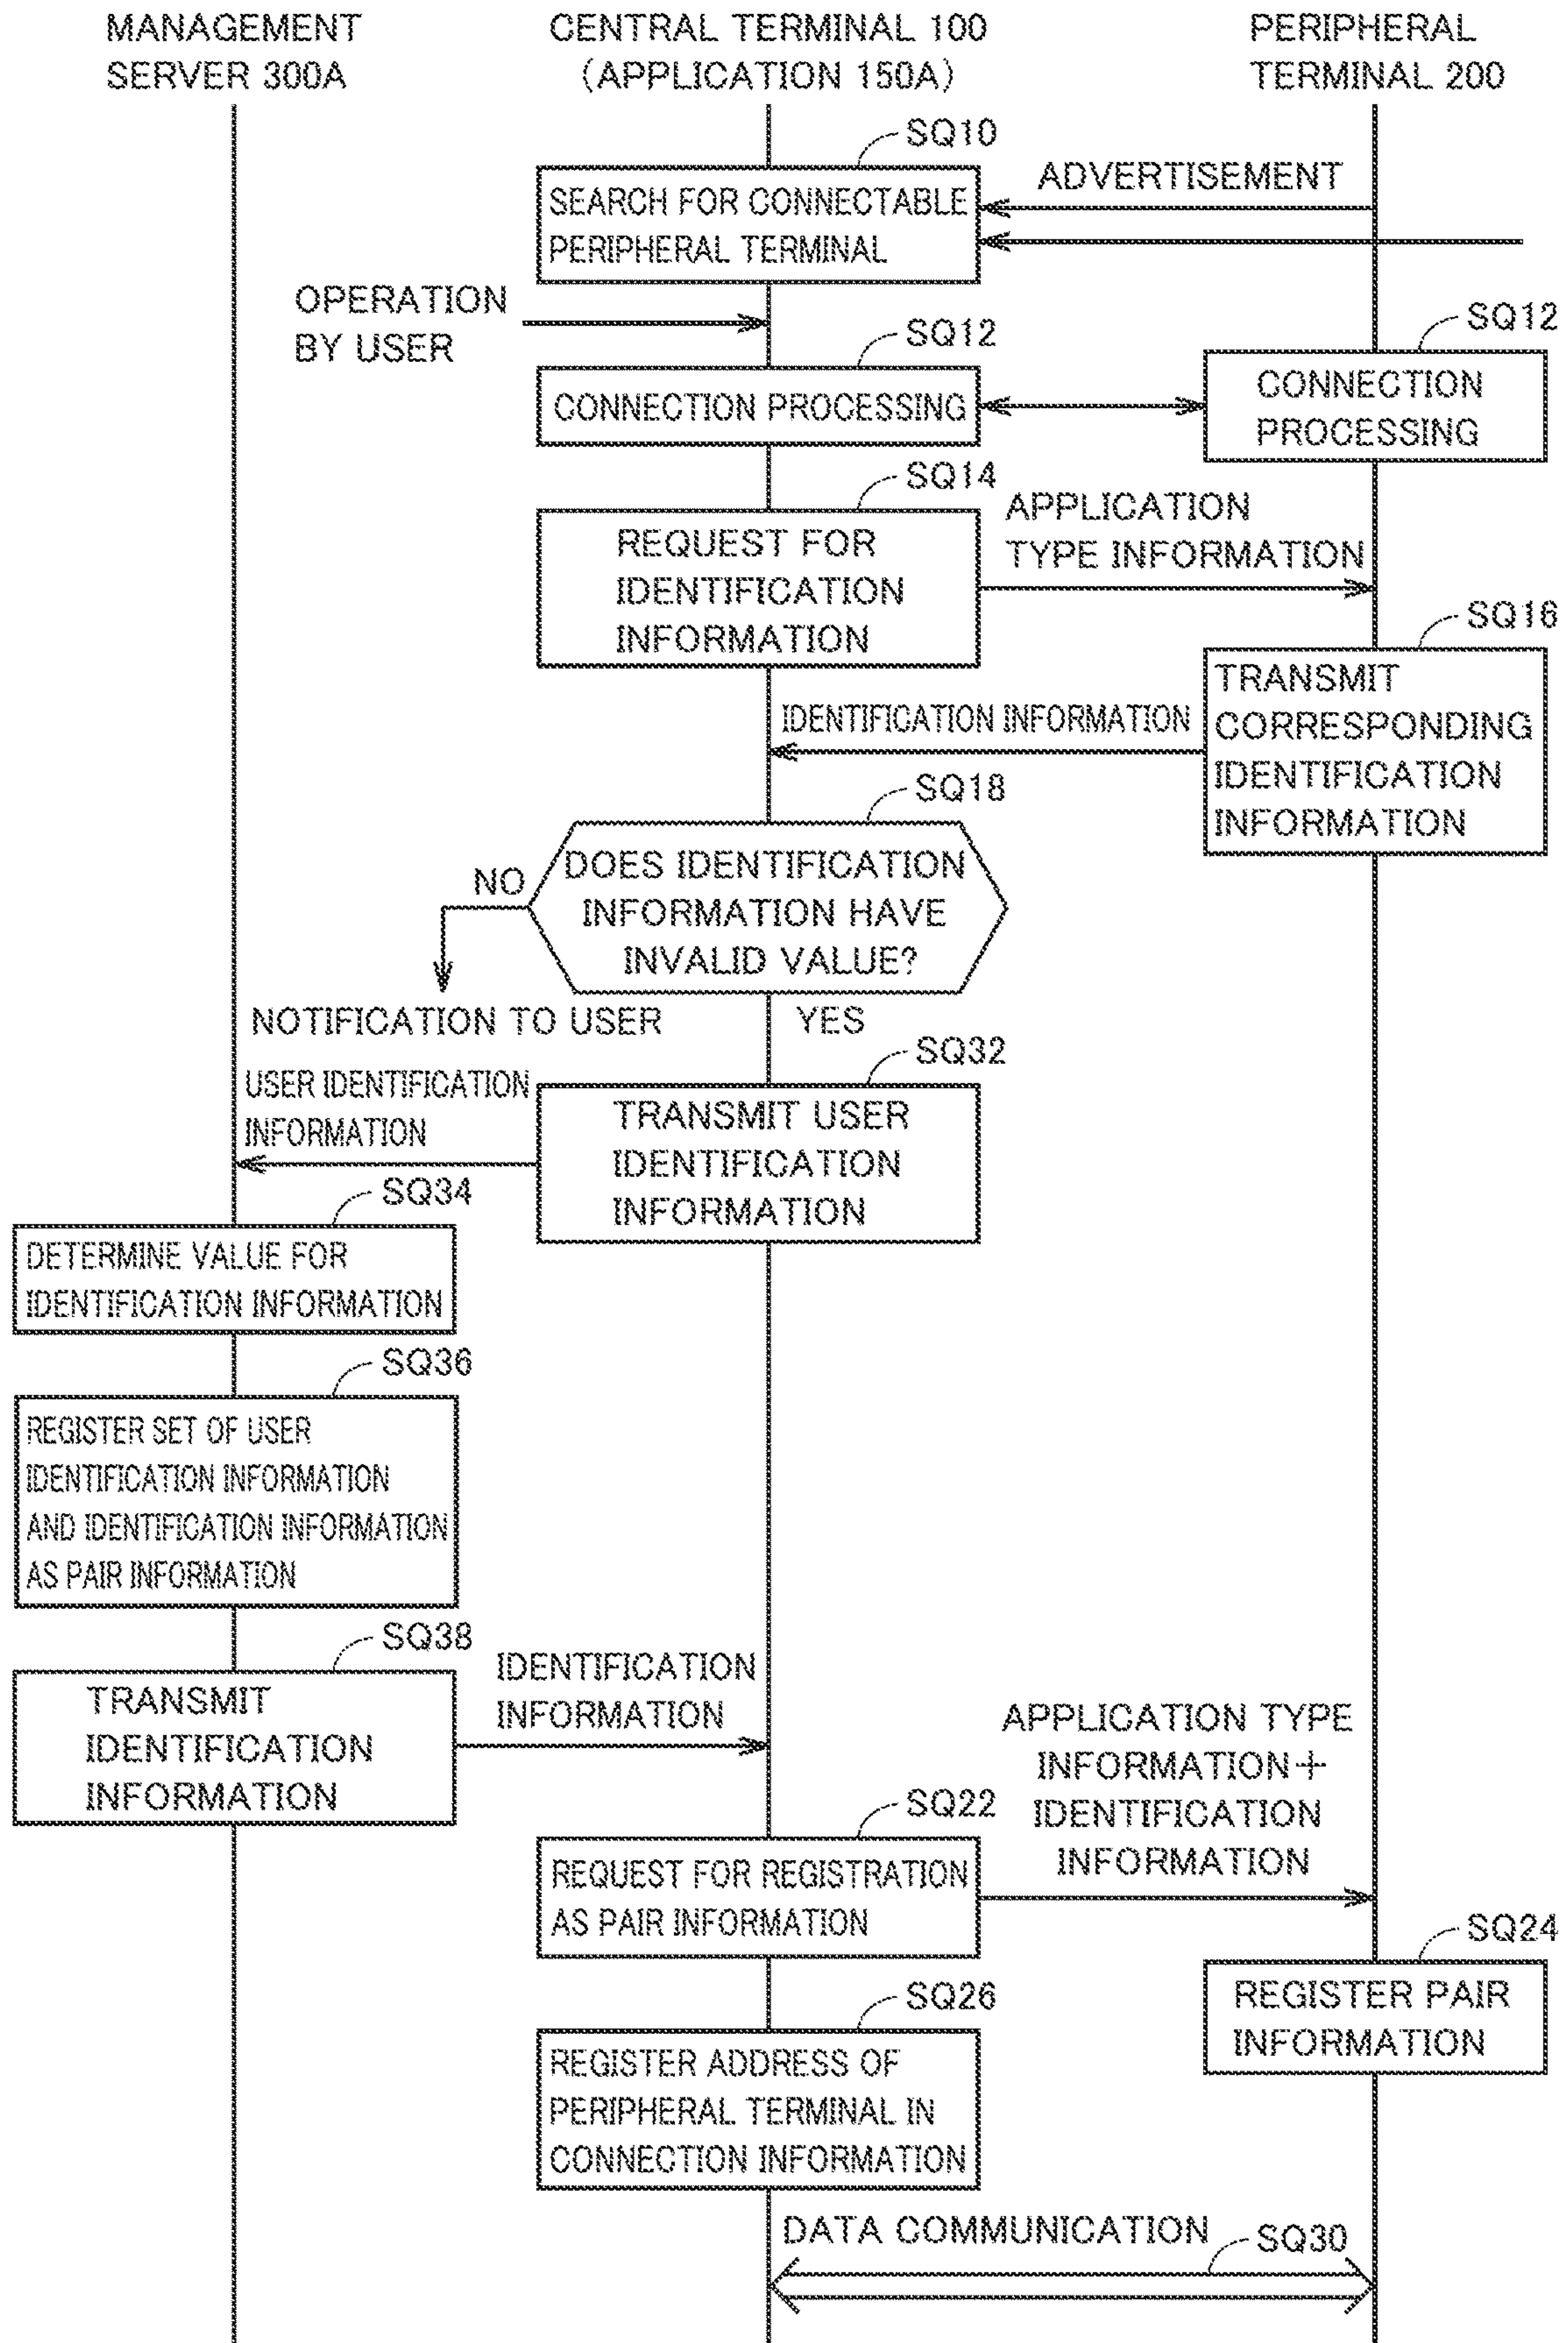 MANAGEMENT
SERVER 300A
CENTRAL TERMINAL 100
(APPLICATION 150A)
PERIPHERAL
TERMINAL 200
SQ10
SEARCH FOR CONNECTABLE
PERIPHERAL TERMINAL
ADVERTISEMENT
OPERATION
BY USER
SQ12
CONNECTION PROCESSING
SQ12
CONNECTION
PROCESSING
SQ14
REQUEST FOR
IDENTIFICATION
INFORMATION
APPLICATION
TYPE INFORMATION
SQ16
TRANSMIT
CORRESPONDING
IDENTIFICATION
INFORMATION
IDENTIFICATION INFORMATION
SQ18
DOES IDENTIFICATION
INFORMATION HAVE
INVALID VALUE?
NO
NOTIFICATION TO USER
YES
SQ32
TRANSMIT USER
IDENTIFICATION
INFORMATION
USER IDENTIFICATION
INFORMATION
SQ34
DETERMINE VALUE FOR
IDENTIFICATION INFORMATION
SQ36
REGISTER SET OF USER
IDENTIFICATION INFORMATION
AND IDENTIFICATION INFORMATION
AS PAIR INFORMATION
SQ38
TRANSMIT
IDENTIFICATION
INFORMATION
IDENTIFICATION
INFORMATION
SQ22
REQUEST FOR REGISTRATION
AS PAIR INFORMATION
APPLICATION TYPE
INFORMATION+
IDENTIFICATION
INFORMATION
SQ24
REGISTER PAIR
INFORMATION
SQ26
REGISTER ADDRESS OF
PERIPHERAL TERMINAL IN
CONNECTION INFORMATION
DATA COMMUNICATION
SQ30